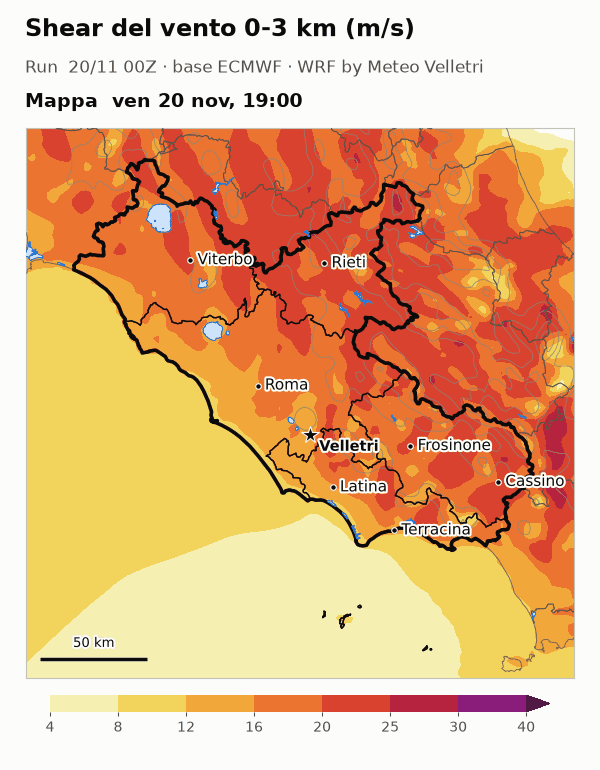 Shear del vento 0-3 km (m/s)
Run  20/11 00Z · base ECMWF · WRF by Meteo Velletri
Mappa  ven 20 nov, 19:00
Viterbo
Rieti
Roma
Velletri
Frosinone
Cassino
Latina
Terracina
50 km
4 8 12 16 20 25 30 40